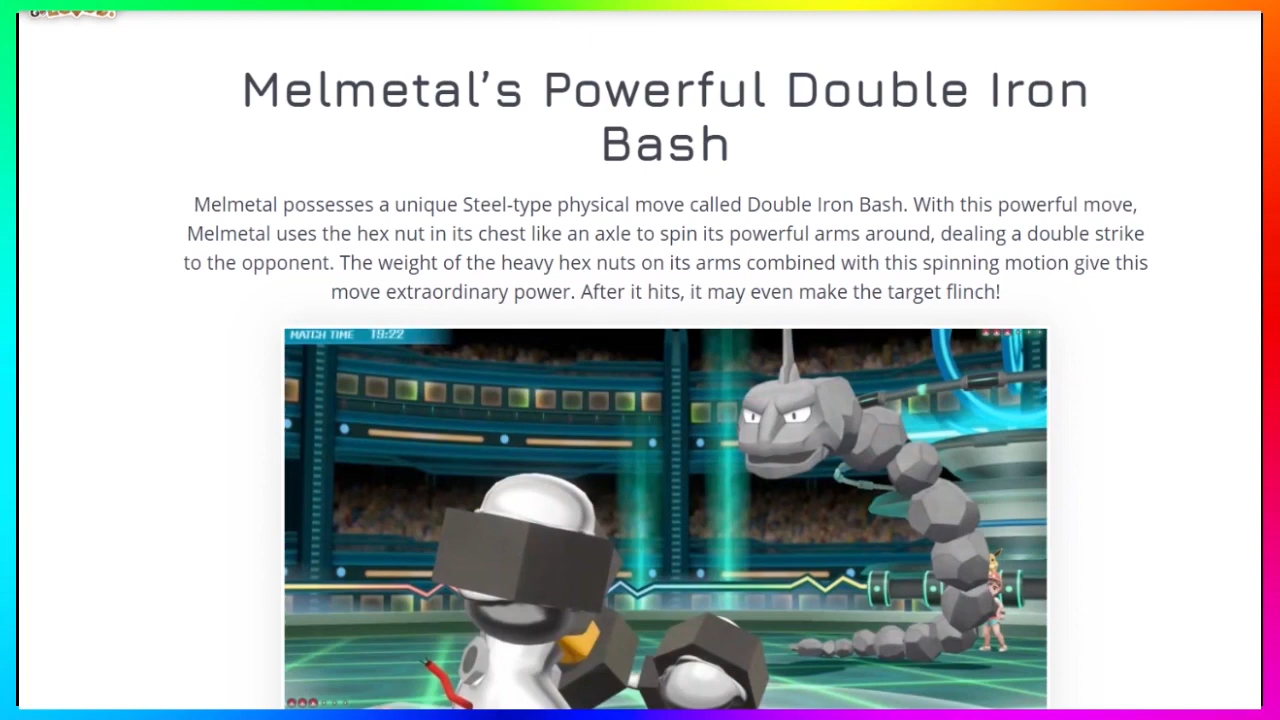 Melmetal’s Powerful Double Iron
Bash
Melmetal possesses a unique Steel-type physical move called Double Iron Bash. With this powerful move,
Melmetal uses the hex nut in its chest like an axle to spin its powerful arms around, dealing a double strike
to the opponent. The weight of the heavy hex nuts on its arms combined with this spinning motion give this
move extraordinary power. After it hits, it may even make the target flinch!
MATCH TIME 19:22